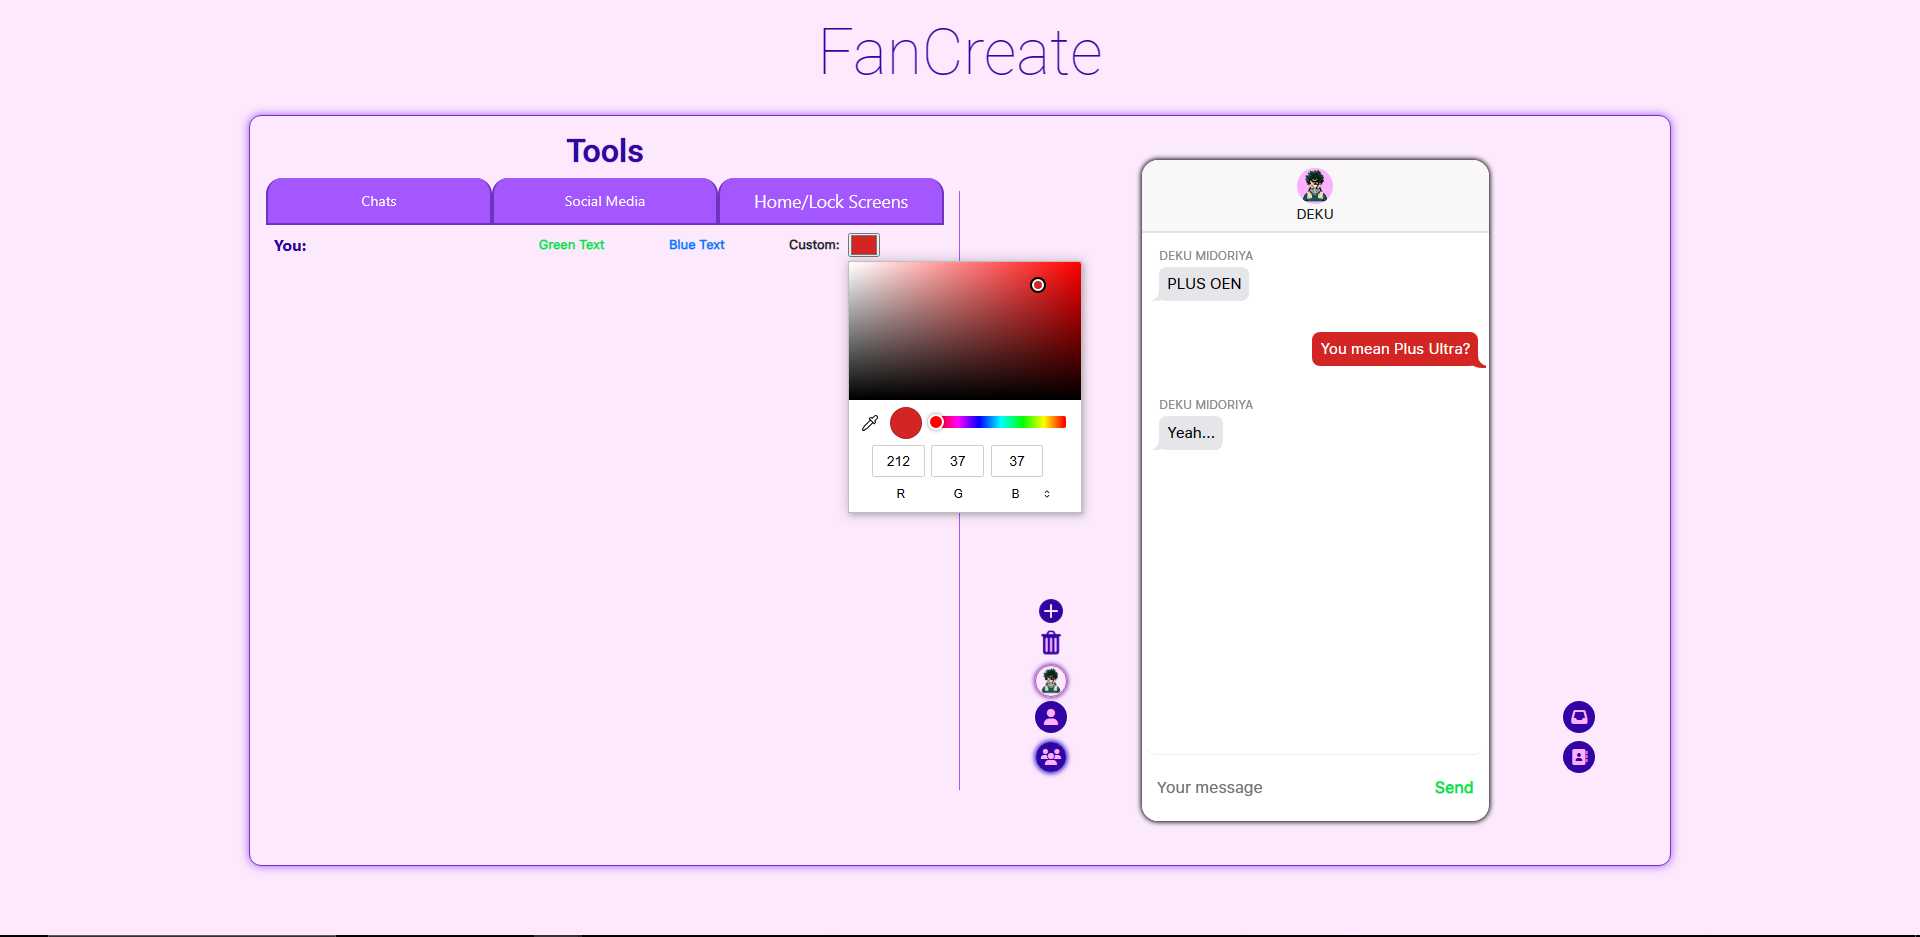 FanCreate
Tools
Chats
Social Media
Home/Lock Screens
You:
Green Text
Blue Text
Custom:
212
37
37
R
G
B
DEKU
DEKU MIDORIYA
PLUS OEN
You mean Plus Ultra?
DEKU MIDORIYA
Yeah...
Your message
Send